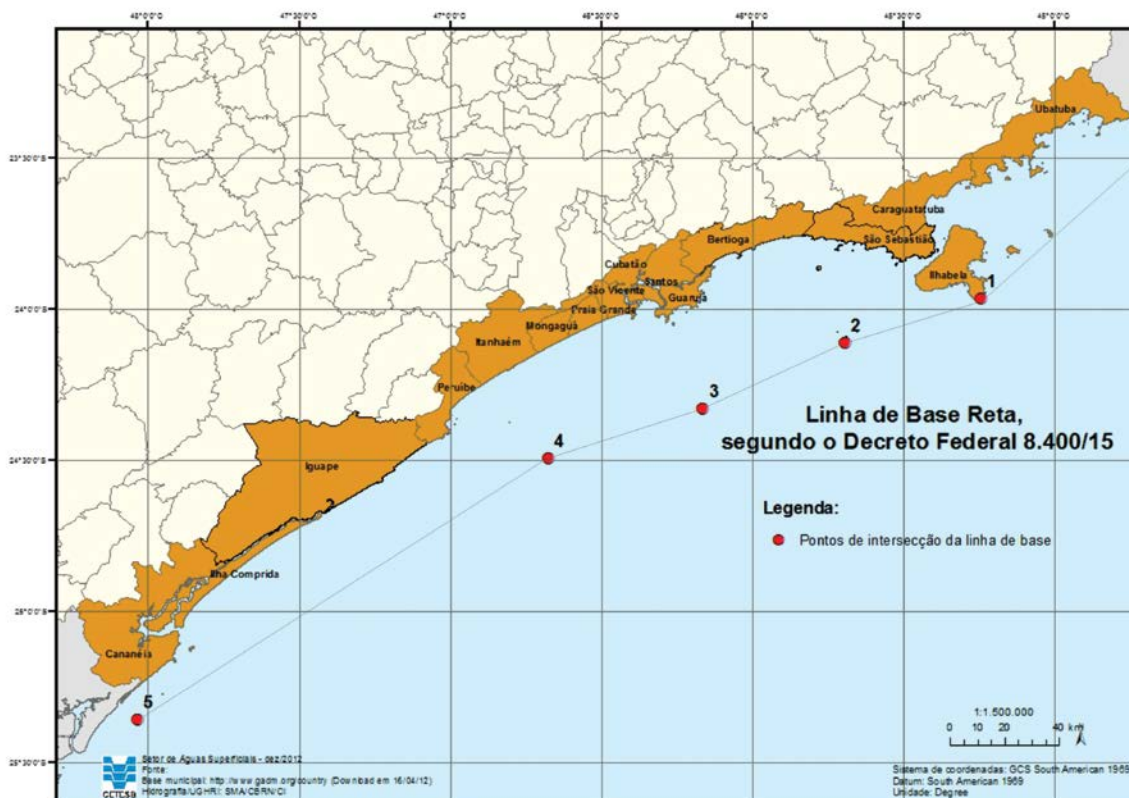 48°0'0"O 47°30'0"O 47°0'0"O 46°0'0"O 45°0'0"O
Ubatuba
23°30'0"S
Caraguatatuba
Bertioga
São Sebastião
Cubatão
Ilhabela
Santos
1
São Vicente
Guarujá
24°0'0"S
Praia Grande
2
Mongaguá
Itanhaém
Peruíbe
3
Linha de Base Reta,
segundo o Decreto Federal 8.400/15
4
24°30'0"S
Iguape
Legenda:
2
Pontos de intersecção da linha de base
Ilha Comprida
25°0'0"S
Cananéia
5
1:1.500.000
0 10 20 40 km
25°30'0"S
CETESB
Setor de Águas Superficiais - dez/2012
Fonte:
Base municipal: http://www.gadm.org/country (Download em 16/04/12)
Hidrografia/UGHRI: SMA/CBRN/CI
Sistema de coordenadas: GCS South American 1969
Datum: South American 1969
Unidade: Degree